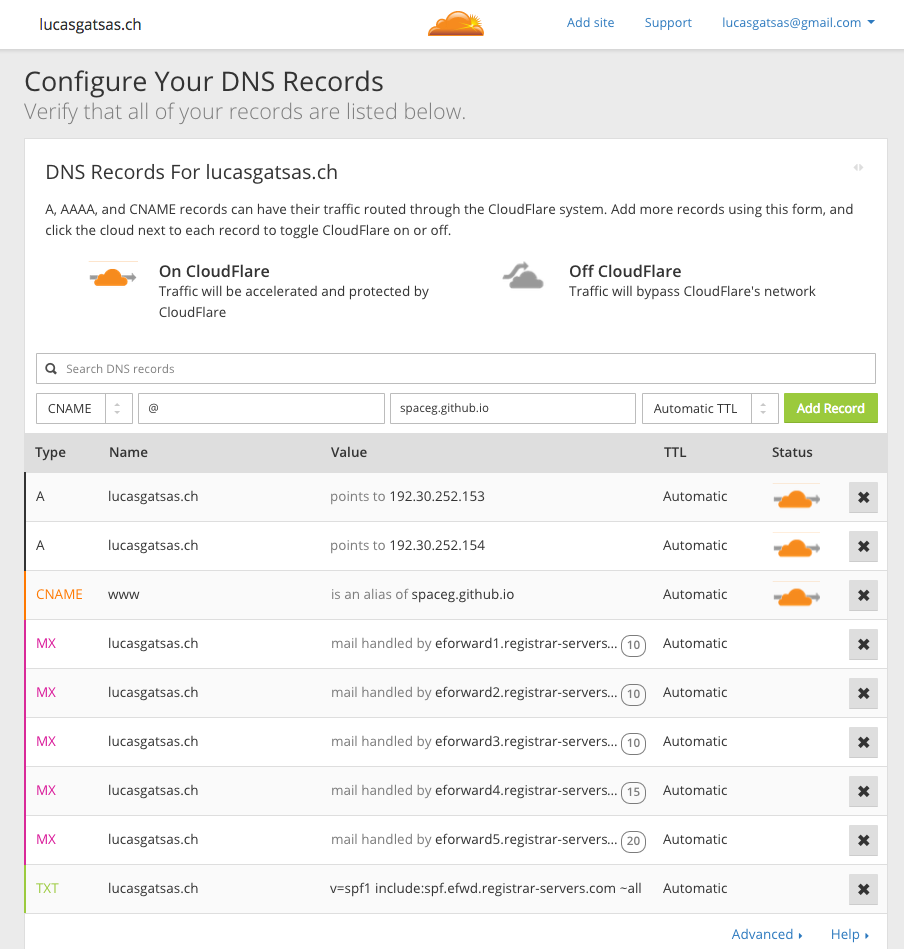 lucasgatsas.ch
Add site Support lucasgatsas@gmail.com
Configure Your DNS Records
Verify that all of your records are listed below.
DNS Records For lucasgatsas.ch
A, AAAA, and CNAME records can have their traffic routed through the CloudFlare system. Add more records using this form, and
click the cloud next to each record to toggle CloudFlare on or off.
On CloudFlare
Traffic will be accelerated and protected by
CloudFlare
Off CloudFlare
Traffic will bypass CloudFlare's network
Search DNS records
CNAME @ spaceg.github.io Automatic TTL Add Record
Type Name Value TTL Status
A lucasgatsas.ch points to 192.30.252.153 Automatic
A lucasgatsas.ch points to 192.30.252.154 Automatic
CNAME www is an alias of spaceg.github.io Automatic
MX lucasgatsas.ch mail handled by eforward1.registrar-servers... 10 Automatic
MX lucasgatsas.ch mail handled by eforward2.registrar-servers... 10 Automatic
MX lucasgatsas.ch mail handled by eforward3.registrar-servers... 10 Automatic
MX lucasgatsas.ch mail handled by eforward4.registrar-servers... 15 Automatic
MX lucasgatsas.ch mail handled by eforward5.registrar-servers... 20 Automatic
TXT lucasgatsas.ch v=spf1 include:spf.efwd.registrar-servers.com ~all Automatic
Advanced Help